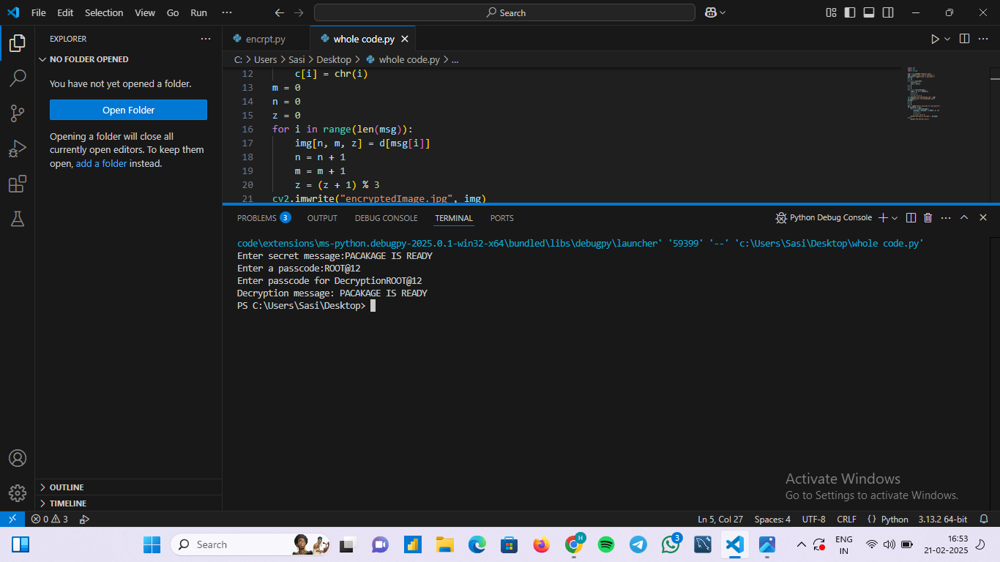 File Edit Selection View Go Run ··· Search
EXPLORER ···
NO FOLDER OPENED
You have not yet opened a folder.
Open Folder
Opening a folder will close all
currently open editors. To keep them
open, add a folder instead.
OUTLINE
TIMELINE
encrpt.py whole code.py
C: > Users > Sasi > Desktop > whole code.py > ...
12 c[i] = chr(i)
13 m = 0
14 n = 0
15 z = 0
16 for i in range(len(msg)):
17 img[n, m, z] = d[msg[i]]
18 n = n + 1
19 m = m + 1
20 z = (z + 1) % 3
21 cv2.imwrite("encryptedImage.jpg", img)
PROBLEMS 3 OUTPUT DEBUG CONSOLE TERMINAL PORTS Python Debug Console
code\extensions\ms-python.debugpy-2025.0.1-win32-x64\bundled\libs\debugpy\launcher' '59399' '--' 'c:\Users\Sasi\Desktop\whole code.py'
Enter secret message:PACAKAGE IS READY
Enter a passcode:ROOT@12
Enter passcode for DecryptionROOT@12
Decryption message: PACAKAGE IS READY
PS C:\Users\Sasi\Desktop>
Activate Windows
Go to Settings to activate Windows.
0 3 Ln 5, Col 27 Spaces: 4 UTF-8 CRLF {} Python 3.13.2 64-bit
Search H 3 ENG 16:53
IN 21-02-2025